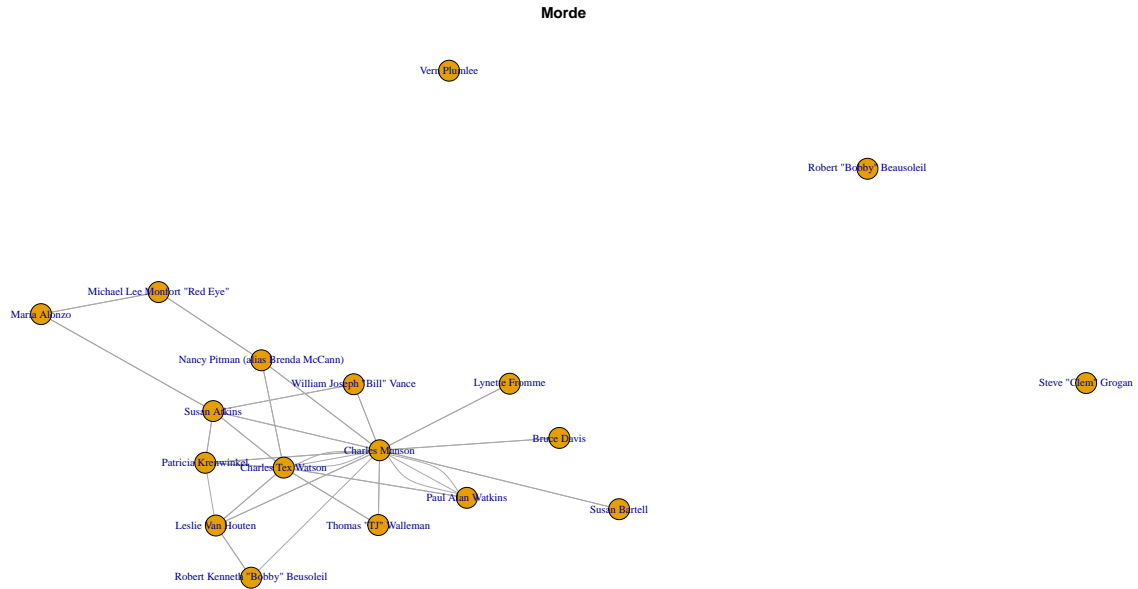 Morde
Vern Plumlee
Robert "Bobby" Beausoleil
Michael Lee Monfort "Red Eye"
Maria Alonzo
Nancy Pitman (alias Brenda McCann)
William Joseph "Bill" Vance
Lynette Fromme
Steve "Clem" Grogan
Susan Atkins
Bruce Davis
Charles Manson
Patricia Krenwinkel
Charles Tex Watson
Paul Alan Watkins
Susan Bartell
Leslie Van Houten
Thomas "TJ" Walleman
Robert Kenneth "Bobby" Beusoleil